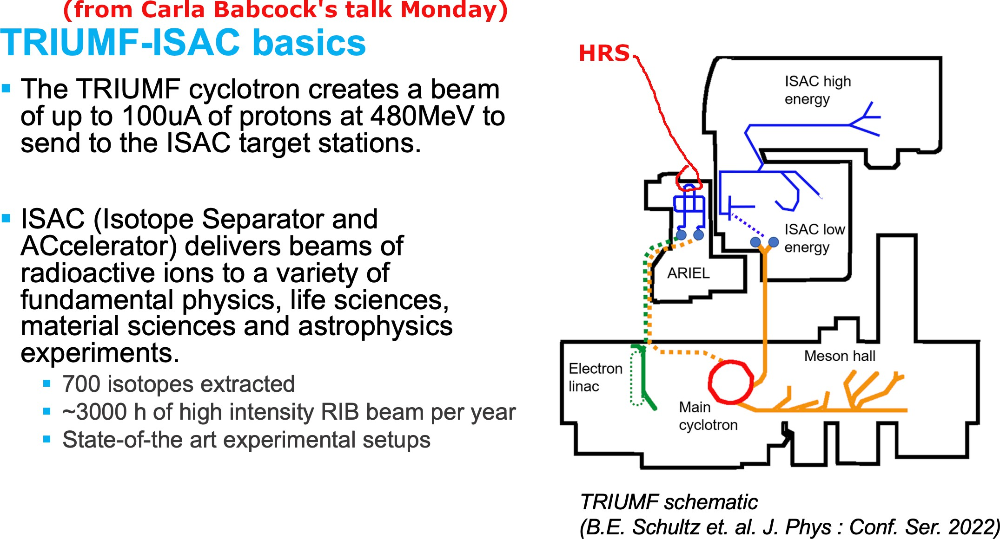 (from Carla Babcock's talk Monday)
TRIUMF-ISAC basics
The TRIUMF cyclotron creates a beam
of up to 100uA of protons at 480MeV to
send to the ISAC target stations.
ISAC (Isotope Separator and
ACcelerator) delivers beams of
radioactive ions to a variety of
fundamental physics, life sciences,
material sciences and astrophysics
experiments.
700 isotopes extracted
~3000 h of high intensity RIB beam per year
State-of-the art experimental setups
HRS
ISAC high
energy
ISAC low
energy
ARIEL
Meson hall
Electron
linac
Main
cyclotron
TRIUMF schematic
(B.E. Schultz et. al. J. Phys : Conf. Ser. 2022)